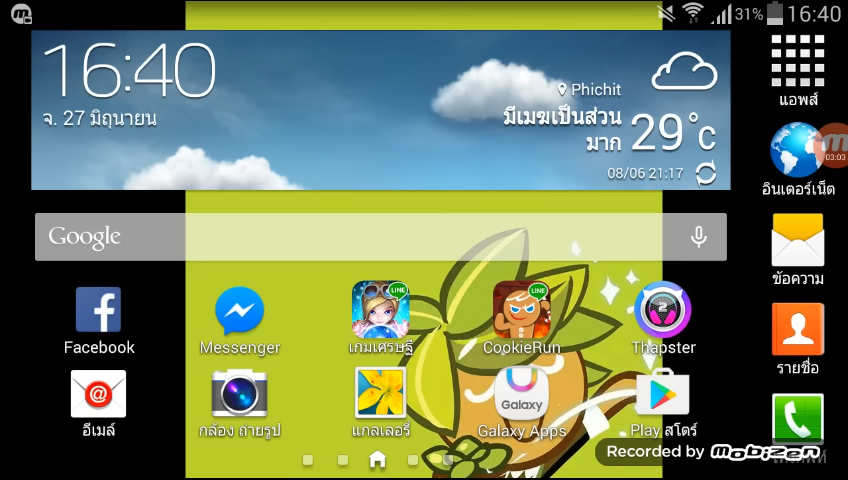 31% 16:40
16:40
จ. 27 มิถุนายน
Phichit
มีเมฆเป็นส่วน
มาก
29°C
08/06 21:17
แอพส์
03:03
อินเตอร์เน็ต
Google
ข้อความ
LINE
LINE
2
Facebook
Messenger
เกมเศรษฐี
CookieRun
Thapster
รายชื่อ
@
Galaxy
อีเมล์
กล้อง ถ่ายรูป
แกลเลอรี่
Galaxy Apps
Play สโตร์
Recorded by Mobizen